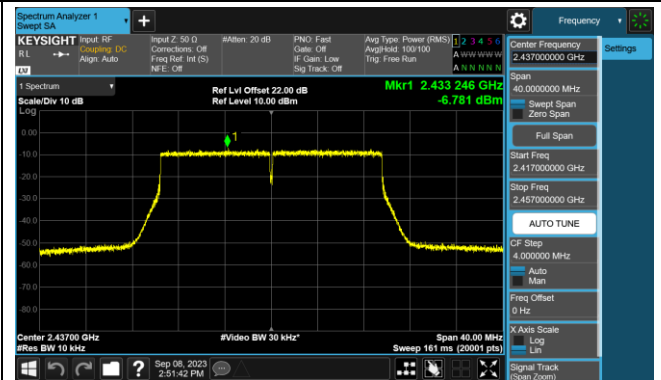 Spectrum Analyzer 1
Swept SA
Frequency
KEYSIGHT
RL
LXI
Input: RF
Coupling: DC
Align: Auto
Input Z: 50 Ω
Corrections: Off
Freq Ref: Int (S)
NFE: Off
#Atten: 20 dB
PNO: Fast
Gate: Off
IF Gain: Low
Sig Track: Off
Avg Type: Power (RMS)
Avg|Hold: 100/100
Trig: Free Run
1 2 3 4 5 6
A W W W W W
A N N N N N
1 Spectrum
Scale/Div 10 dB
Log
Ref Lvl Offset 22.00 dB
Ref Level 10.00 dBm
Mkr1 2.433 246 GHz
-6.781 dBm
1
0.00
-10.0
-20.0
-30.0
-40.0
-50.0
-60.0
-70.0
-80.0
Center 2.43700 GHz
#Res BW 10 kHz
#Video BW 30 kHz*
Span 40.00 MHz
Sweep 161 ms (20001 pts)
Sep 08, 2023
2:51:42 PM
Center Frequency
2.437000000 GHz
Settings
Span
40.0000000 MHz
Swept Span
Zero Span
Full Span
Start Freq
2.417000000 GHz
Stop Freq
2.457000000 GHz
AUTO TUNE
CF Step
4.000000 MHz
Auto
Man
Freq Offset
0 Hz
X Axis Scale
Log
Lin
Signal Track
(Span Zoom)